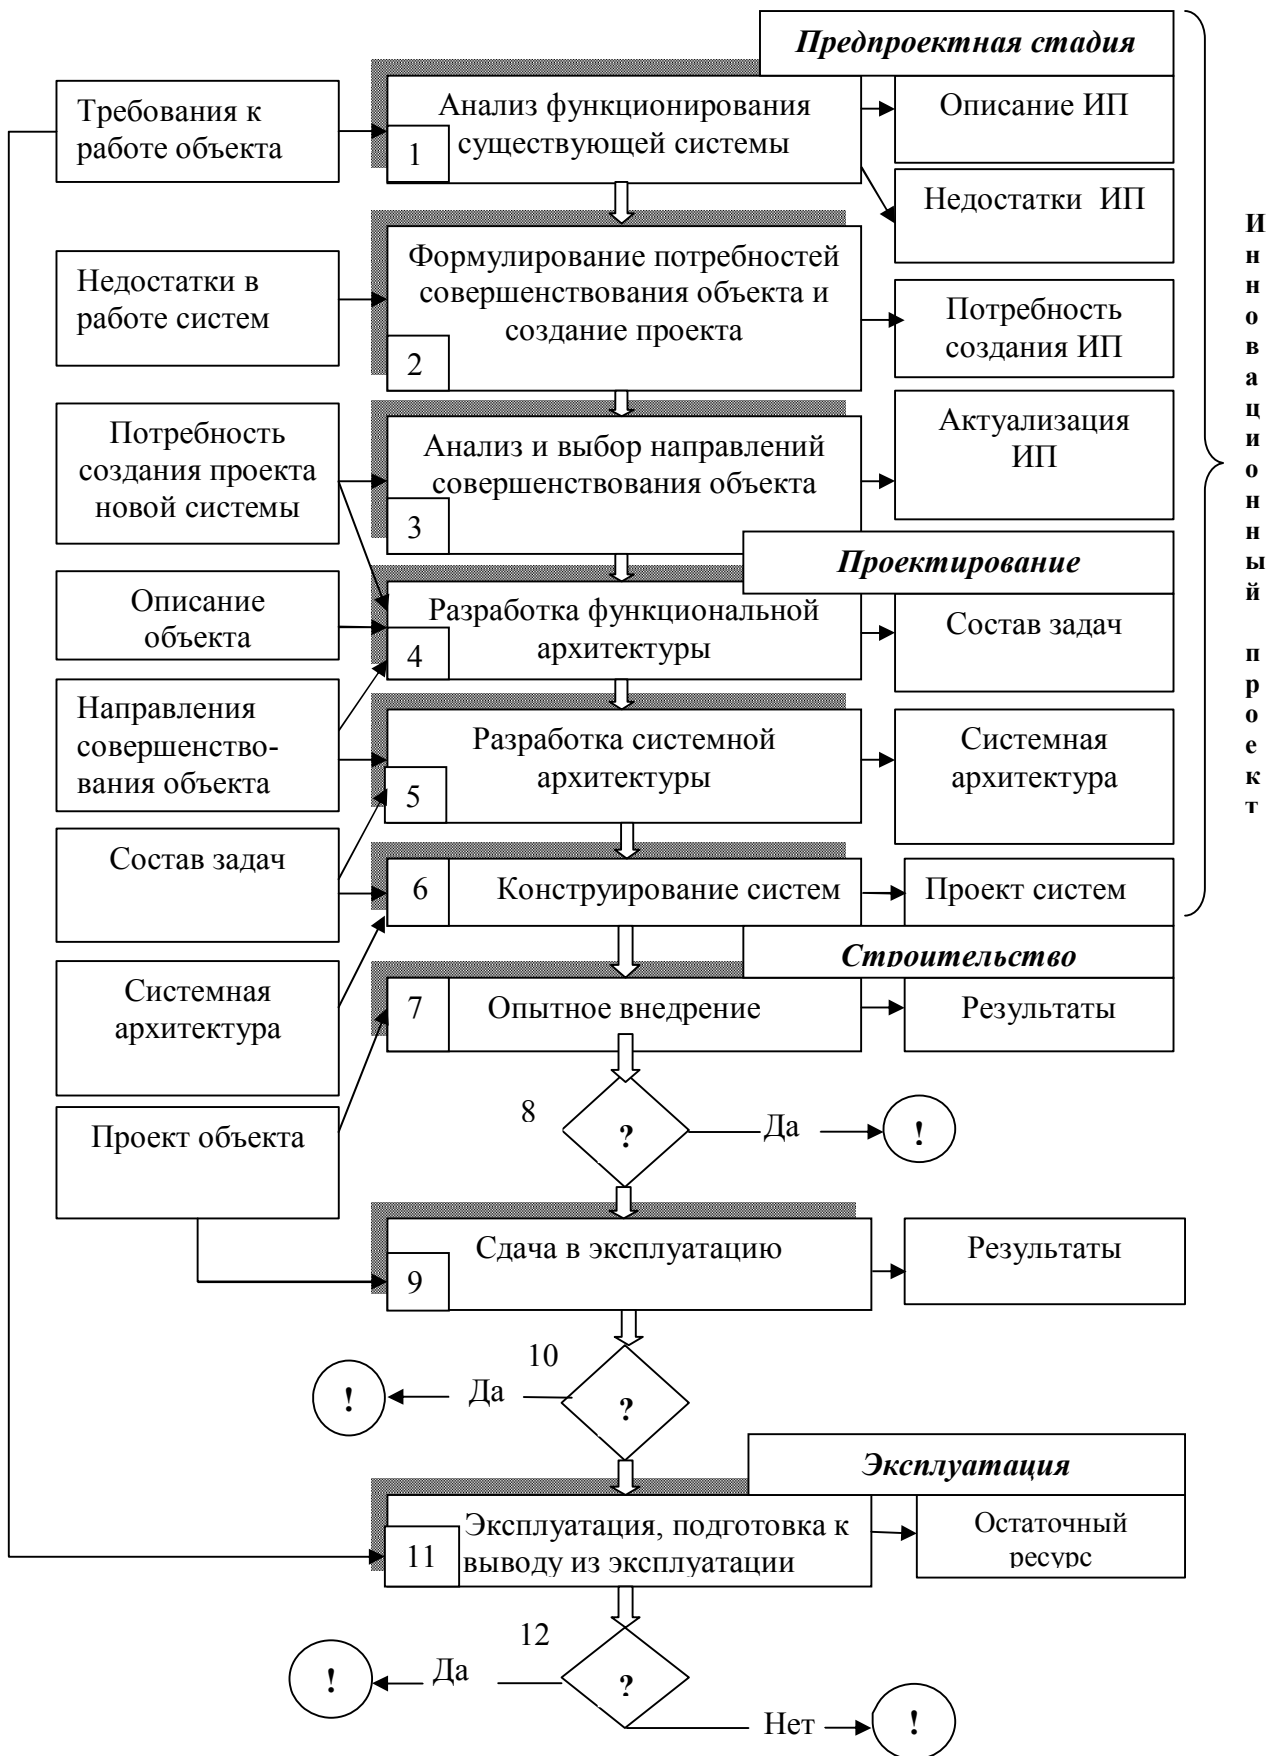 Предпроектная стадия
Требования к
работе объекта
1
Анализ функционирования
существующей системы
Описание ИП
Недостатки ИП
Недостатки в
работе систем
2
Формулирование потребностей
совершенствования объекта и
создание проекта
Потребность
создания ИП
Потребность
создания проекта
новой системы
3
Анализ и выбор направлений
совершенствования объекта
Актуализация
ИП
Проектирование
Описание
объекта
4
Разработка функциональной
архитектуры
Состав задач
Направления
совершенство-
вания объекта
5
Разработка системной
архитектуры
Системная
архитектура
Состав задач
6
Конструирование систем
Проект систем
Инновационный проект
Строительство
Системная
архитектура
7
Опытное внедрение
Результаты
Проект объекта
8
?
Да
!
9
Сдача в эксплуатацию
Результаты
10
?
Да
!
Эксплуатация
11
Эксплуатация, подготовка к
выводу из эксплуатации
Остаточный
ресурс
12
?
Да
!
Нет
!